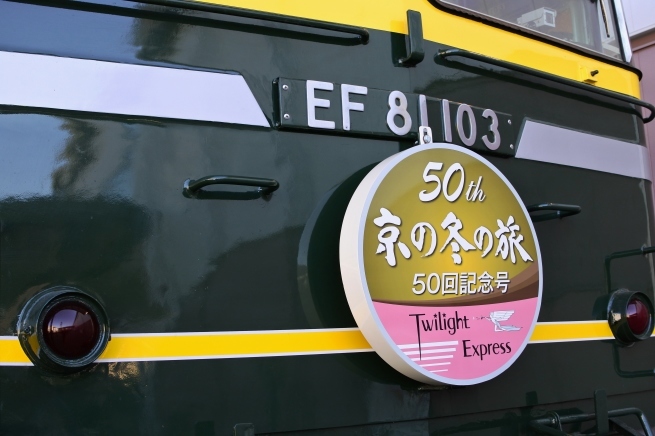 EF 81 103
50th
京の冬の旅
50回記念号
Twilight
Express